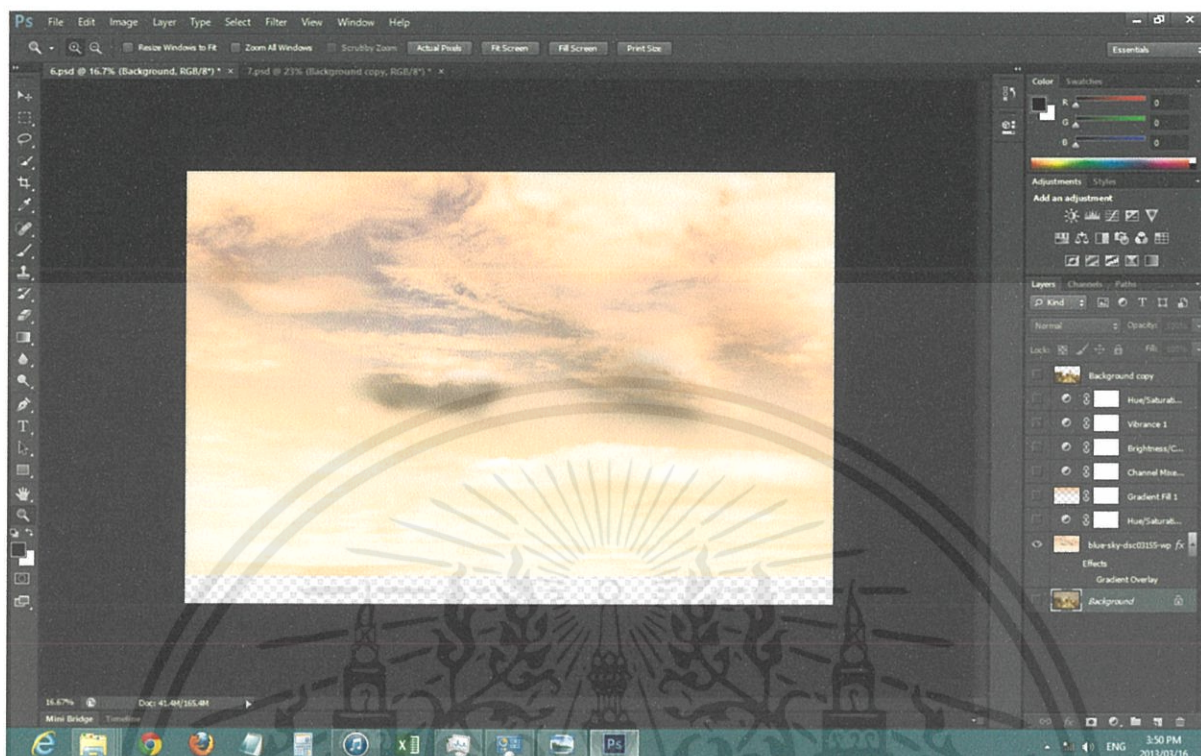 Ps File Edit Image Layer Type Select Filter View Window Help
Resize Windows to Fit Zoom All Windows Scrubby Zoom Actual Pixels Fit Screen Fill Screen Print Size Essentials
6.psd @ 16.7% (Background, RGB/8*) * × 7.psd @ 23% (Background copy, RGB/8*) * ×
Color Swatches
R 0
G 0
B 0
Adjustments Styles
Add an adjustment
Layers Channels Paths
Kind
Normal Opacity:
Lock: Fill:
Background copy
Hue/Saturati...
Vibrance 1
Brightness/C...
Channel Mixe...
Gradient Fill 1
Hue/Saturati...
blue-sky-dsc03155-wp fx
Effects
Gradient Overlay
Background
16.67% Doc: 41.4M/165.4M
Mini Bridge Timeline
Ps ENG 3:50 PM
2013/03/16